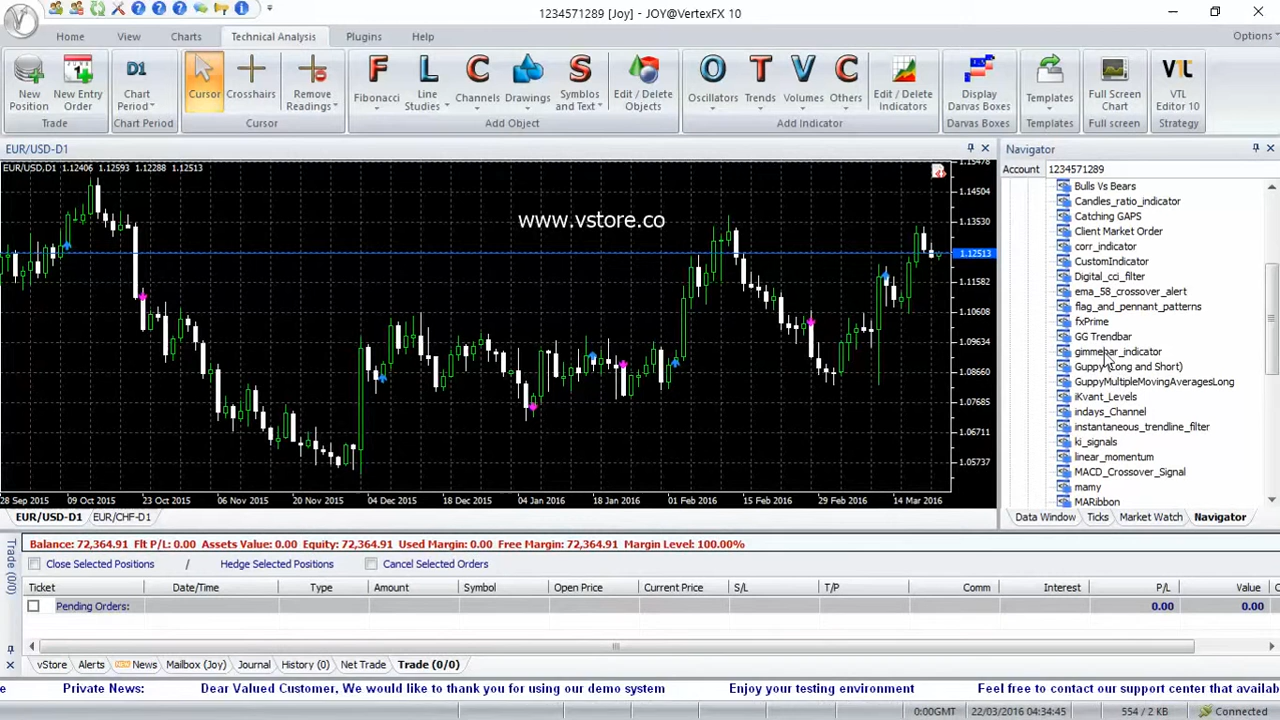 1234571289 [Joy] - JOY@VertexFX 10
Home View Charts Technical Analysis Plugins Help Options
New Position
New Entry Order
Trade
D1
Chart Period
Chart Period
Cursor
Crosshairs
Remove Readings
Cursor
F Fibonacci
L Line Studies
C Channels
Drawings
S Symblos and Text
Edit / Delete Objects
Add Object
O Oscillators
T Trends
V Volumes
C Others
Edit / Delete Indicators
Add Indicator
Display Darvas Boxes
Darvas Boxes
Templates
Templates
Full Screen Chart
Full screen
VTL
VTL Editor 10
Strategy
EUR/USD-D1
EUR/USD,D1 1.12406 1.12593 1.12288 1.12513
www.vstore.co
1.15478
1.14504
1.13530
1.12513
1.11582
1.10608
1.09634
1.08660
1.07685
1.06711
1.05737
28 Sep 2015 09 Oct 2015 23 Oct 2015 06 Nov 2015 20 Nov 2015 04 Dec 2015 18 Dec 2015 04 Jan 2016 18 Jan 2016 01 Feb 2016 15 Feb 2016 29 Feb 2016 14 Mar 2016
EUR/USD-D1 EUR/CHF-D1
Navigator
Account 1234571289
Bulls Vs Bears
Candles_ratio_indicator
Catching GAPS
Client Market Order
corr_indicator
CustomIndicator
Digital_cci_filter
ema_58_crossover_alert
flag_and_pennant_patterns
fxPrime
GG Trendbar
gimmebar_indicator
Guppy (Long and Short)
GuppyMultipleMovingAveragesLong
iKvant_Levels
indays_Channel
instantaneous_trendline_filter
ki_signals
linear_momentum
MACD_Crossover_Signal
mamy
MARibbon
Data Window Ticks Market Watch Navigator
Trade (0/0)
Balance: 72,364.91 Flt P/L: 0.00 Assets Value: 0.00 Equity: 72,364.91 Used Margin: 0.00 Free Margin: 72,364.91 Margin Level: 100.00%
Close Selected Positions / Hedge Selected Positions Cancel Selected Orders
Ticket Date/Time Type Amount Symbol Open Price Current Price S/L T/P Comm Interest P/L Value C
Pending Orders: 0.00 0.00
vStore Alerts News Mailbox (Joy) Journal History (0) Net Trade Trade (0/0)
e Private News: Dear Valued Customer, We would like to thank you for using our demo system Enjoy your testing environment Feel free to contact our support center that availab
0:00GMT 22/03/2016 04:34:45 554 / 2 KB Connected